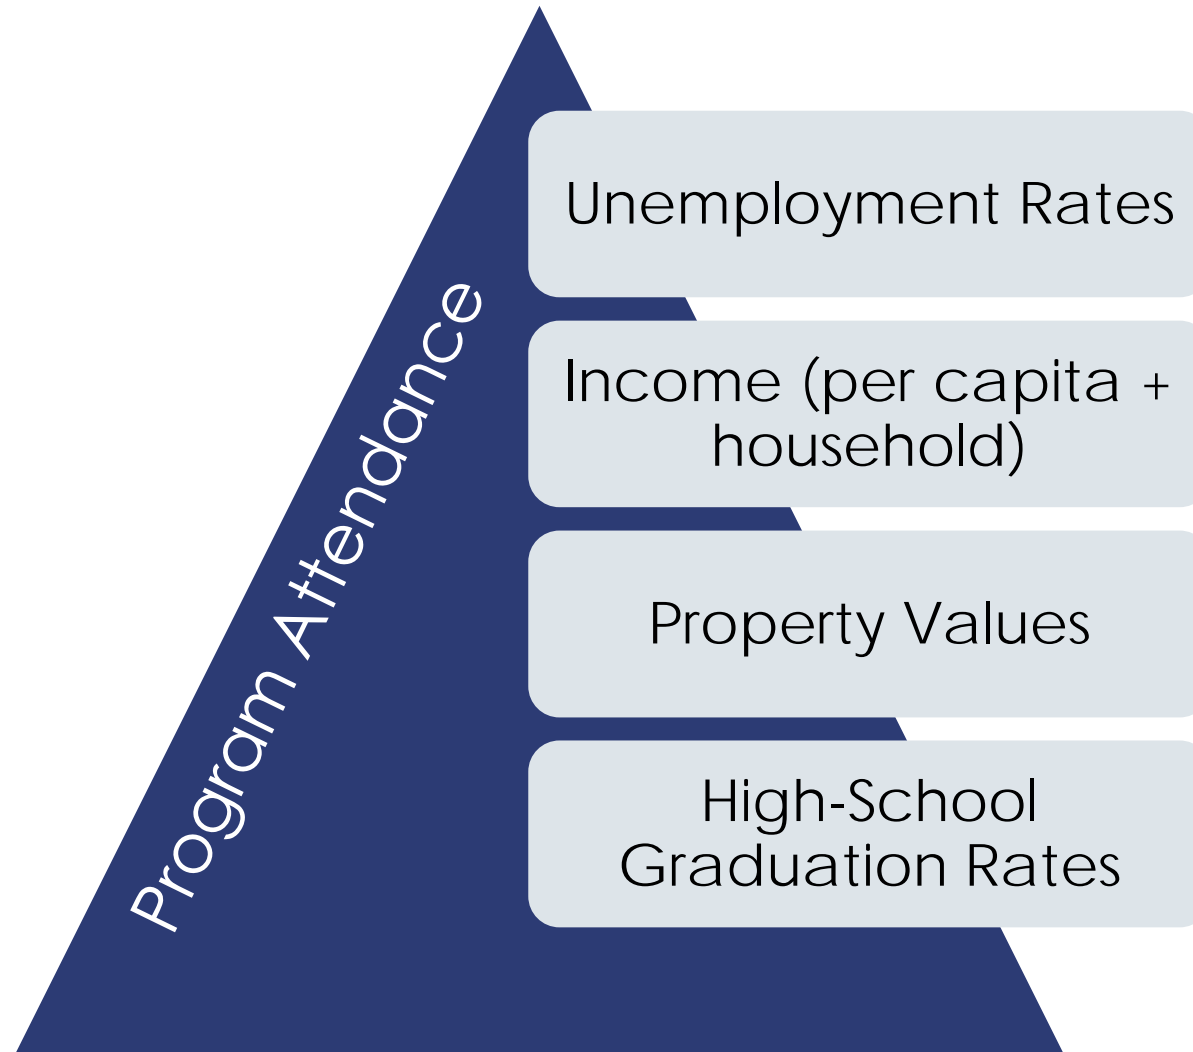 Program Attendance
Unemployment Rates
Income (per capita +
household)
Property Values
High-School
Graduation Rates